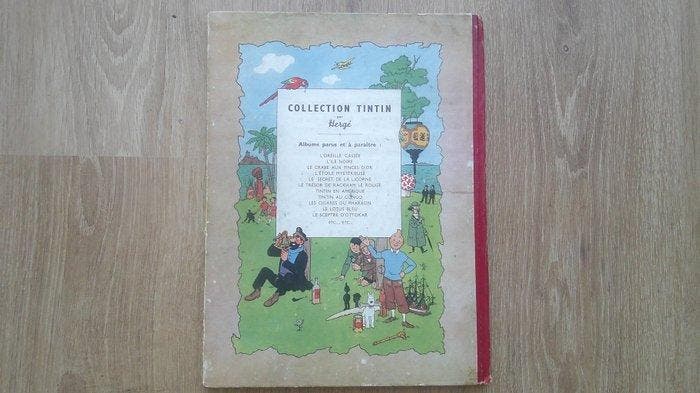 COLLECTION TINTIN
par
Hergé
Albums parus et à paraître :
L'OREILLE CASSÉE
L'ILE NOIRE
LE CRABE AUX PINCES D'OR
L'ÉTOILE MYSTÉRIEUSE
LE SECRET DE LA LICORNE
LE TRÉSOR DE RACKHAM LE ROUGE
TINTIN EN AMÉRIQUE
TINTIN AU CONGO
LES CIGARES DU PHARAON
LE LOTUS BLEU
LE SCEPTRE D'OTTOKAR
ETC... ETC...